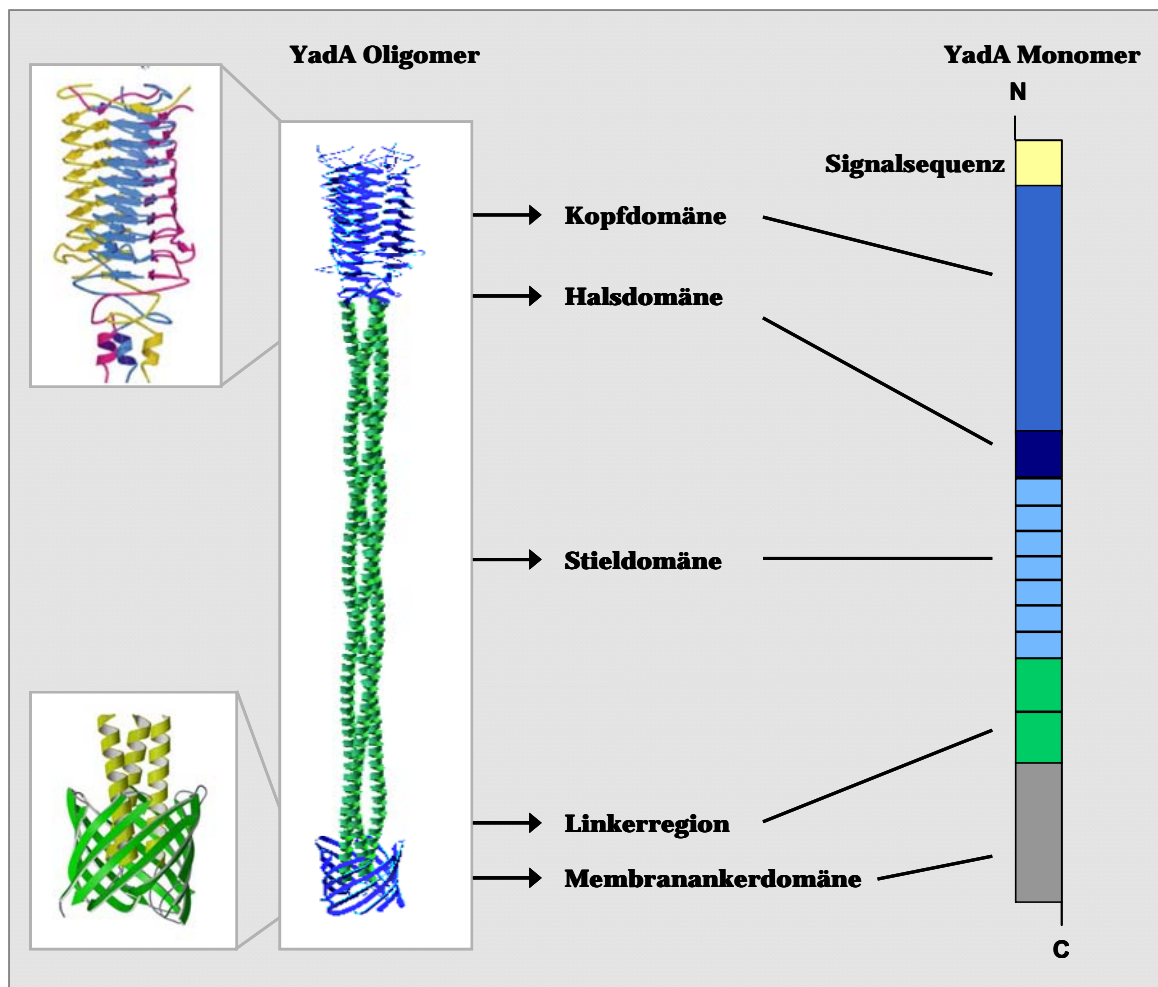 YadA Oligomer
YadA Monomer
N
Signalsequenz
Kopfdomäne
Halsdomäne
Stieldomäne
Linkerregion
Membranankerdomäne
C